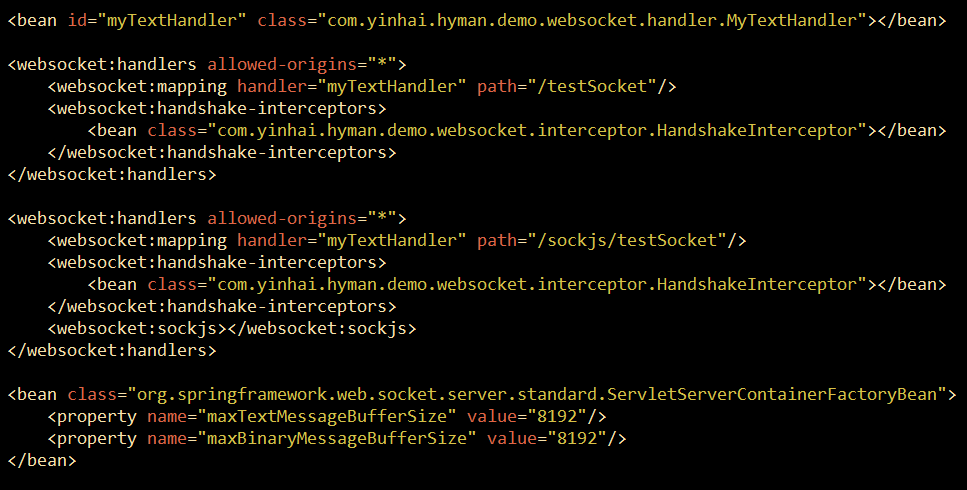 <bean id="myTextHandler" class="com.yinhai.hyman.demo.websocket.handler.MyTextHandler"></bean>
<websocket:handlers allowed-origins="*">
<websocket:mapping handler="myTextHandler" path="/testSocket"/>
<websocket:handshake-interceptors>
<bean class="com.yinhai.hyman.demo.websocket.interceptor.HandshakeInterceptor"></bean>
</websocket:handshake-interceptors>
</websocket:handlers>
<websocket:handlers allowed-origins="*">
<websocket:mapping handler="myTextHandler" path="/sockjs/testSocket"/>
<websocket:handshake-interceptors>
<bean class="com.yinhai.hyman.demo.websocket.interceptor.HandshakeInterceptor"></bean>
</websocket:handshake-interceptors>
<websocket:sockjs></websocket:sockjs>
</websocket:handlers>
<bean class="org.springframework.web.socket.server.standard.ServletServerContainerFactoryBean">
<property name="maxTextMessageBufferSize" value="8192"/>
<property name="maxBinaryMessageBufferSize" value="8192"/>
</bean>